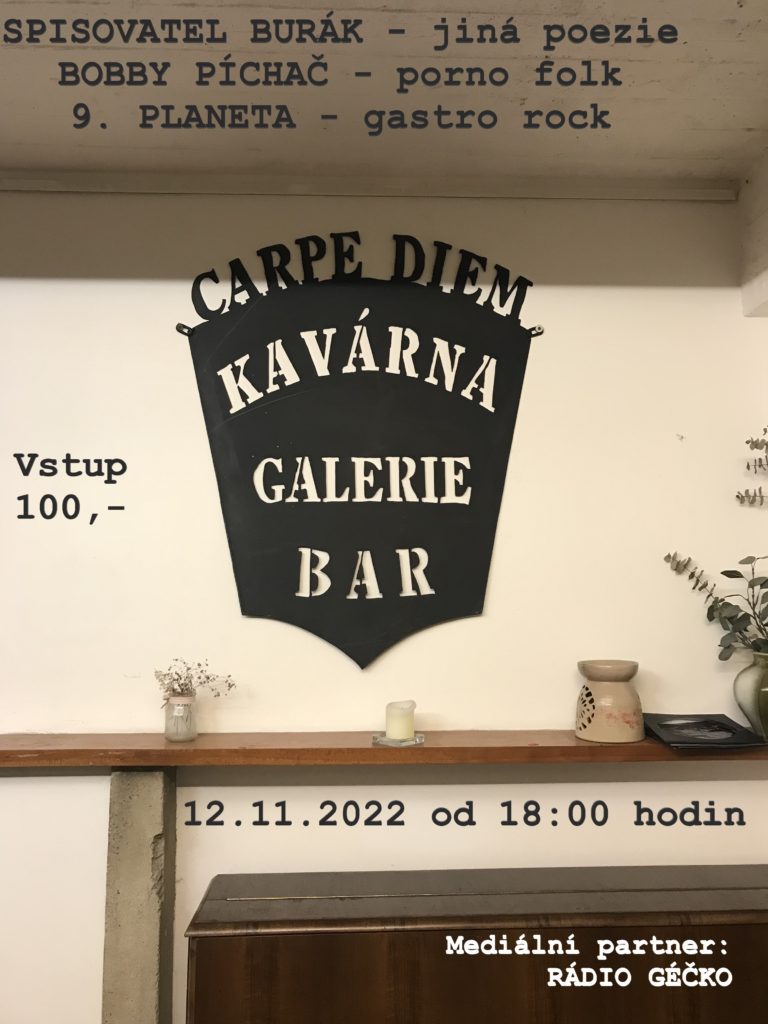 SPISOVATEL BURÁK - jiná poezie
BOBBY PÍCHAČ - porno folk
9. PLANETA - gastro rock
CARPE DIEM
KAVÁRNA
GALERIE
BAR
Vstup
100,-
12.11.2022 od 18:00 hodin
Mediální partner:
RÁDIO GÉČKO